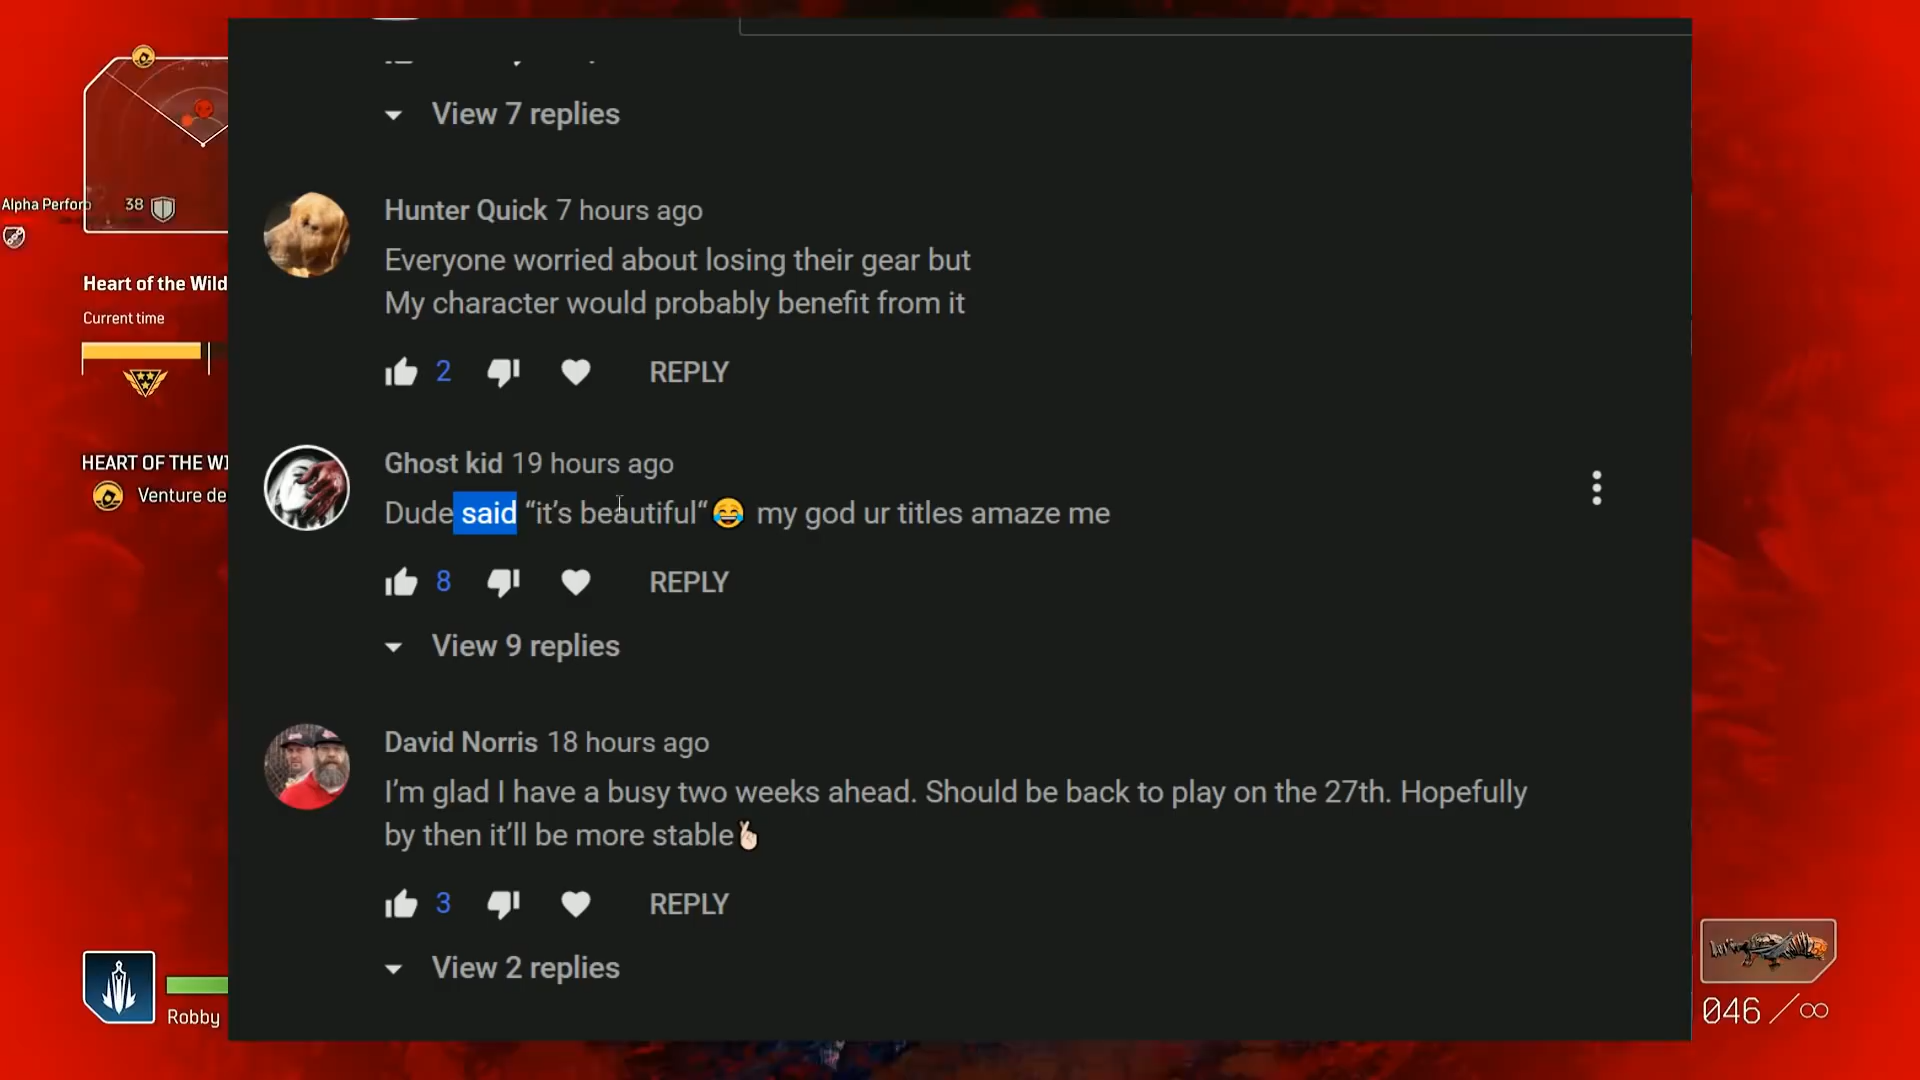 View 7 replies
Alpha Perfor
38
Hunter Quick 7 hours ago
Everyone worried about losing their gear but
My character would probably benefit from it
2 REPLY
Heart of the Wild
Current time
HEART OF THE WI
Venture de
Ghost kid 19 hours ago
Dude said “it’s beautiful“😂 my god ur titles amaze me
8 REPLY
View 9 replies
David Norris 18 hours ago
I’m glad I have a busy two weeks ahead. Should be back to play on the 27th. Hopefully
by then it’ll be more stable🤞🏻
3 REPLY
View 2 replies
Robby
046 / ∞